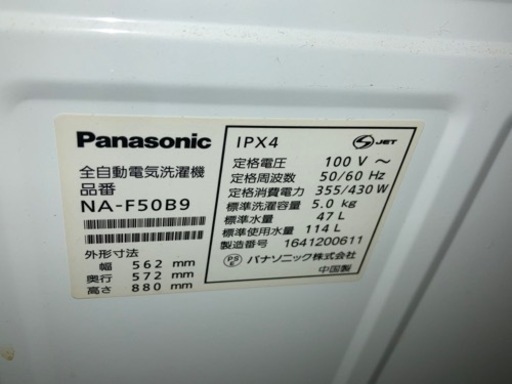 Panasonic
全自動電気洗濯機
品番
NA-F50B9
外形寸法
幅 562 mm
奥行 572 mm
高さ 880 mm
IPX4
S JET
定格電圧 100 V ～
定格周波数 50/60 Hz
定格消費電力 355/430 W
標準洗濯容量 5.0 kg
標準水量 47 L
標準使用水量 114 L
製造番号 1641200611
PS E パナソニック株式会社
中国製